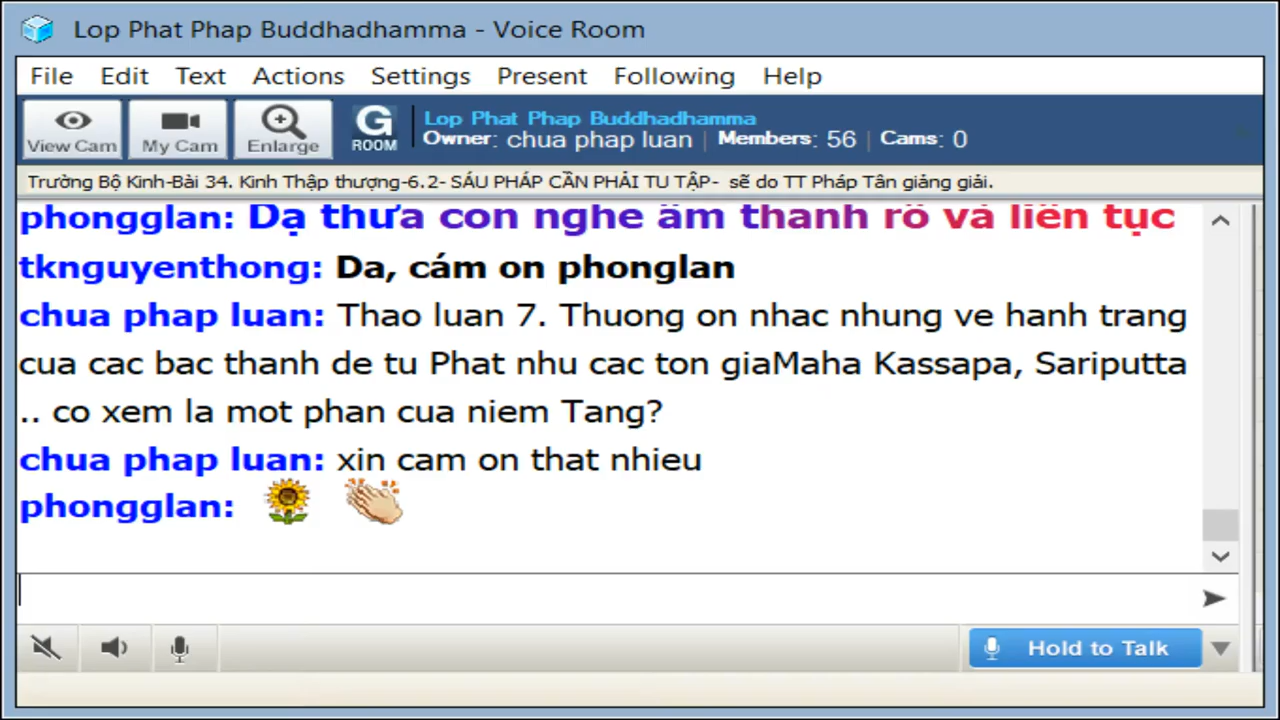 Lop Phat Phap Buddhadhamma - Voice Room
File Edit Text Actions Settings Present Following Help
View Cam My Cam Enlarge G ROOM Lop Phat Phap Buddhadhamma
Owner: chua phap luan | Members: 56 | Cams: 0
Trường Bộ Kinh-Bài 34. Kinh Thập thượng-6.2- SÁU PHÁP CẦN PHẢI TU TẬP- sẽ do TT Pháp Tân giảng giải.
phongglan: Dạ thưa con nghe âm thanh rõ và liên tục
tknguyenthong: Da, cám on phonglan
chua phap luan: Thao luan 7. Thuong on nhac nhung ve hanh trang
cua cac bac thanh de tu Phat nhu cac ton giaMaha Kassapa, Sariputta
.. co xem la mot phan cua niem Tang?
chua phap luan: xin cam on that nhieu
phongglan:
Hold to Talk